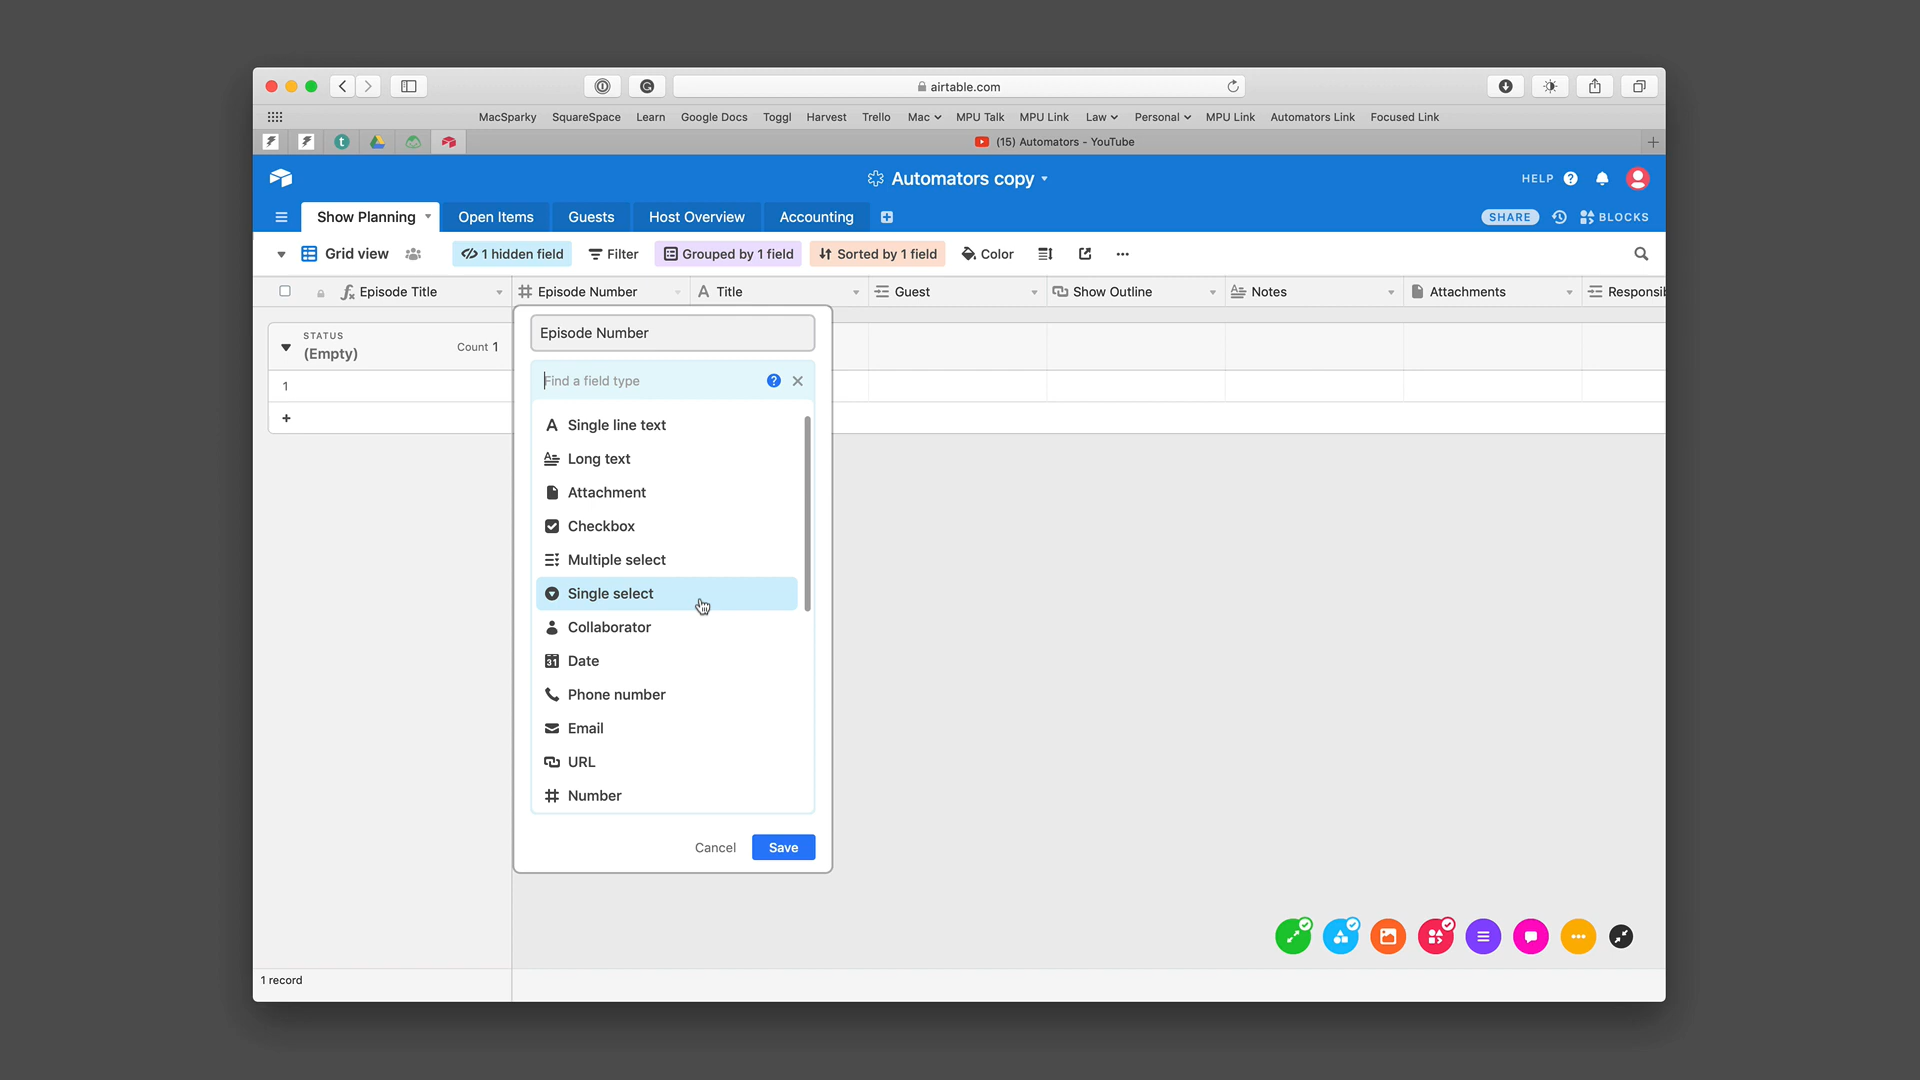 airtable.com
MacSparky SquareSpace Learn Google Docs Toggl Harvest Trello Mac MPU Talk MPU Link Law Personal MPU Link Automators Link Focused Link
(15) Automators - YouTube
Automators copy
HELP
Show Planning Open Items Guests Host Overview Accounting
SHARE BLOCKS
Grid view 1 hidden field Filter Grouped by 1 field Sorted by 1 field Color
Episode Title Episode Number Title Guest Show Outline Notes Attachments Responsi
STATUS
(Empty) Count 1
1
Episode Number
Find a field type
Single line text
Long text
Attachment
Checkbox
Multiple select
Single select
Collaborator
Date
Phone number
Email
URL
Number
Cancel Save
1 record